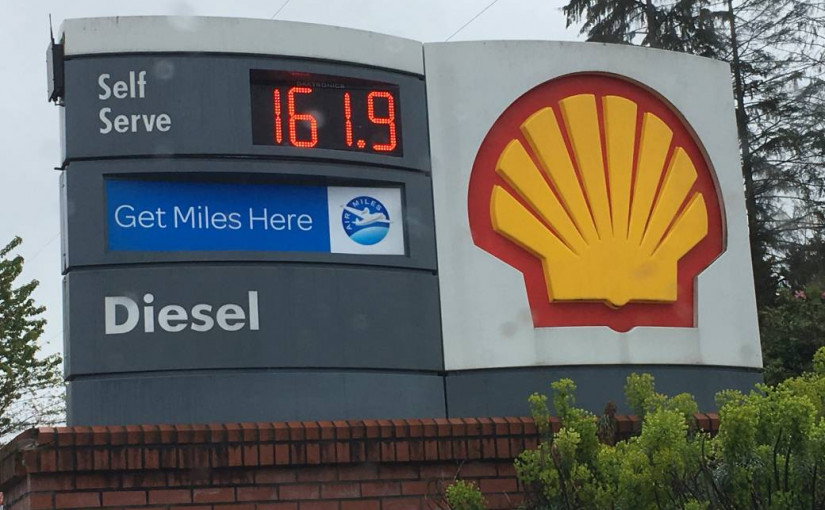 Self
Serve
161.9
Get Miles Here
AIR MILES
Diesel